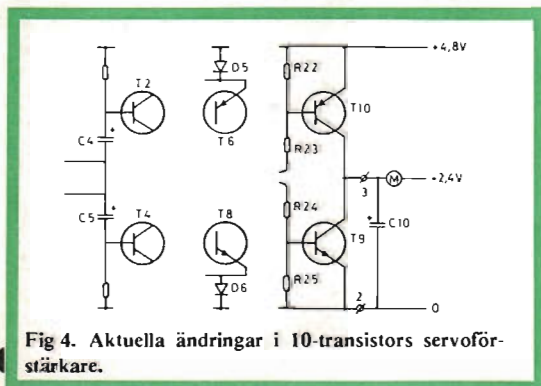 D5
R22
+4,8V
T2
T10
C4
+
T6
R23
+2,4V
3
M
C5
+
T4
T8
R24
T9
+
C10
D6
R25
2
0
Fig 4. Aktuella ändringar i 10-transistors servoför-
stärkare.